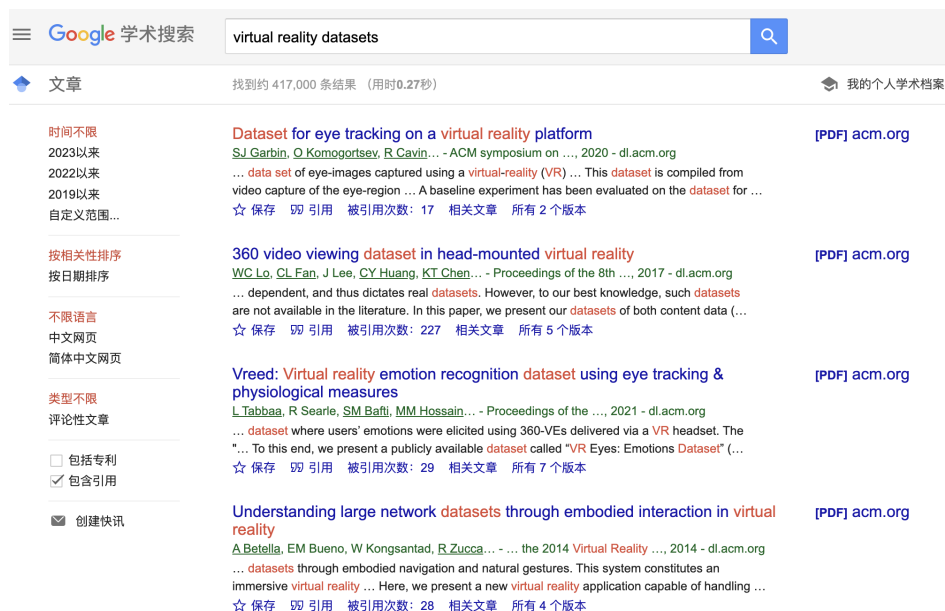 Google 学术搜索
virtual reality datasets
文章
找到约 417,000 条结果 （用时0.27秒）
我的个人学术档案
时间不限
2023以来
2022以来
2019以来
自定义范围...
按相关性排序
按日期排序
不限语言
中文网页
简体中文网页
类型不限
评论性文章
包括专利
包含引用
创建快讯
Dataset for eye tracking on a virtual reality platform
[PDF] acm.org
SJ Garbin, O Komogortsev, R Cavin… - ACM symposium on …, 2020 - dl.acm.org
… data set of eye-images captured using a virtual-reality (VR) … This dataset is compiled from
video capture of the eye-region … A baseline experiment has been evaluated on the dataset for …
保存 引用 被引用次数：17 相关文章 所有 2 个版本
360 video viewing dataset in head-mounted virtual reality
[PDF] acm.org
WC Lo, CL Fan, J Lee, CY Huang, KT Chen… - Proceedings of the 8th …, 2017 - dl.acm.org
… dependent, and thus dictates real datasets. However, to our best knowledge, such datasets
are not available in the literature. In this paper, we present our datasets of both content data (…
保存 引用 被引用次数：227 相关文章 所有 5 个版本
Vreed: Virtual reality emotion recognition dataset using eye tracking &
physiological measures
[PDF] acm.org
L Tabbaa, R Searle, SM Bafti, MM Hossain… - Proceedings of the …, 2021 - dl.acm.org
… dataset where users’ emotions were elicited using 360-VEs delivered via a VR headset. The
"… To this end, we present a publicly available dataset called “VR Eyes: Emotions Dataset” (…
保存 引用 被引用次数：29 相关文章 所有 7 个版本
Understanding large network datasets through embodied interaction in virtual
reality
[PDF] acm.org
A Betella, EM Bueno, W Kongsantad, R Zucca… - … the 2014 Virtual Reality …, 2014 - dl.acm.org
… datasets through embodied navigation and natural gestures. This system constitutes an
immersive virtual reality … Here, we present a new virtual reality application capable of handling …
保存 引用 被引用次数：28 相关文章 所有 4 个版本